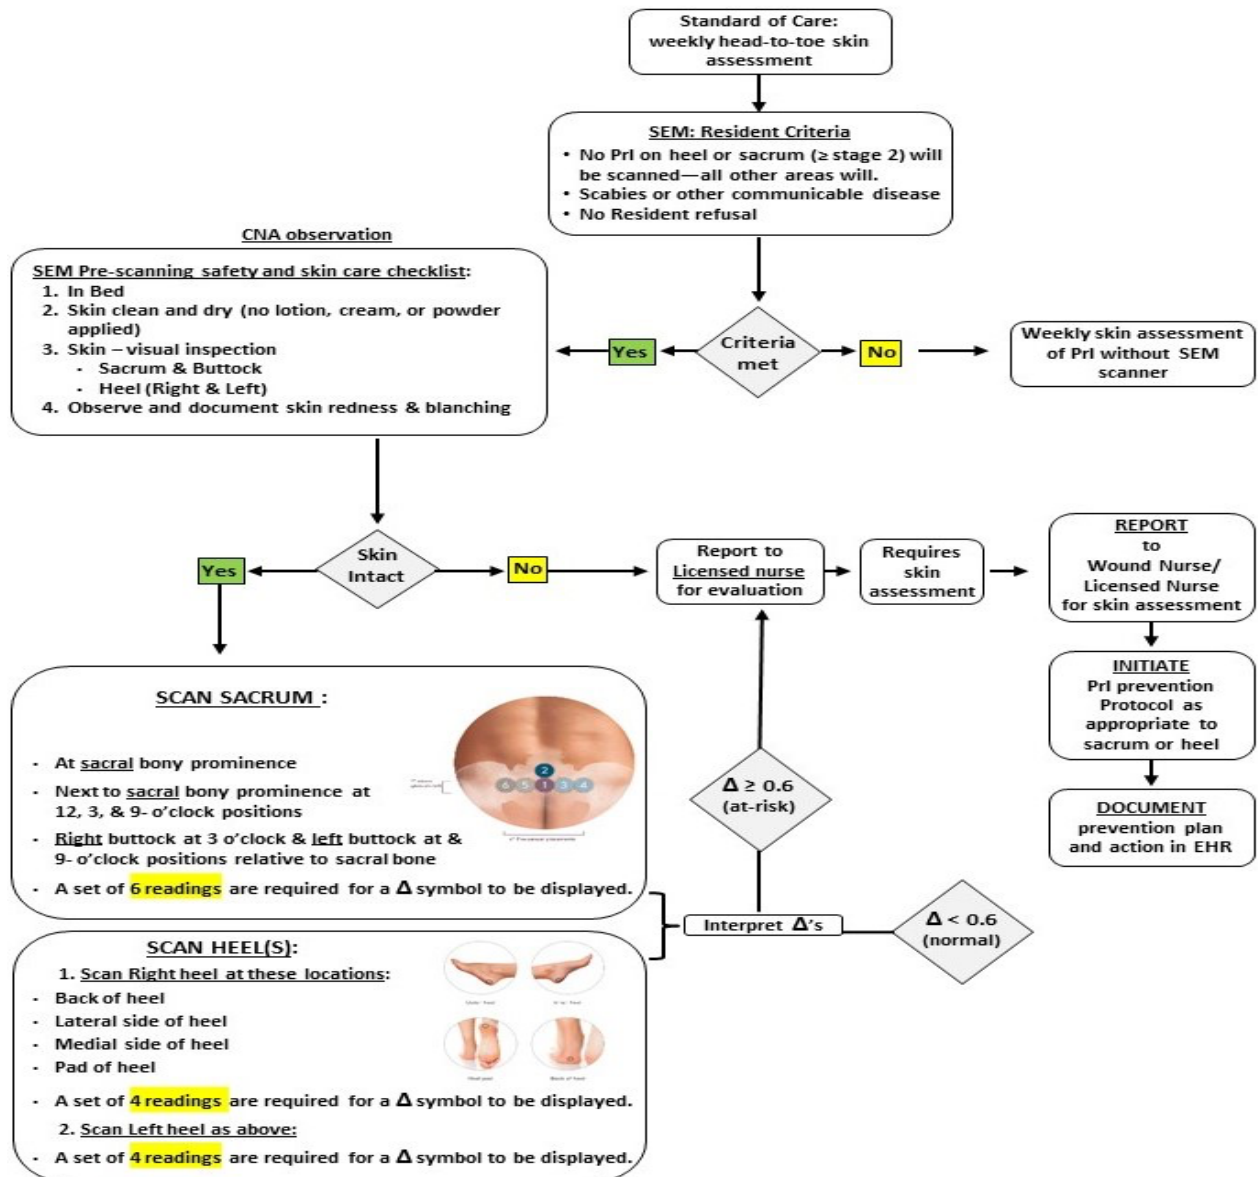 Standard of Care:
weekly head-to-toe skin
assessment
SEM: Resident Criteria
• No PrI on heel or sacrum (≥ stage 2) will
be scanned—all other areas will.
• Scabies or other communicable disease
• No Resident refusal
CNA observation
SEM Pre-scanning safety and skin care checklist:
1. In Bed
2. Skin clean and dry (no lotion, cream, or powder
applied)
3. Skin – visual inspection
• Sacrum & Buttock
• Heel (Right & Left)
4. Observe and document skin redness & blanching
Yes
Criteria
met
No
Weekly skin assessment
of PrI without SEM
scanner
Yes
Skin
Intact
No
Report to
Licensed nurse
for evaluation
Requires
skin
assessment
REPORT
to
Wound Nurse/
Licensed Nurse
for skin assessment
INITIATE
PrI prevention
Protocol as
appropriate to
sacrum or heel
DOCUMENT
prevention plan
and action in EHR
SCAN SACRUM :
• At sacral bony prominence
• Next to sacral bony prominence at
12, 3, & 9- o'clock positions
• Right buttock at 3 o'clock & left buttock at &
9- o'clock positions relative to sacral bone
• A set of 6 readings are required for a Δ symbol to be displayed.
2
6 5 1 3 4
Δ ≥ 0.6
(at-risk)
Interpret Δ's
Δ < 0.6
(normal)
SCAN HEEL(S):
1. Scan Right heel at these locations:
• Back of heel
• Lateral side of heel
• Medial side of heel
• Pad of heel
• A set of 4 readings are required for a Δ symbol to be displayed.
2. Scan Left heel as above:
• A set of 4 readings are required for a Δ symbol to be displayed.
Heel pad
Back of heel